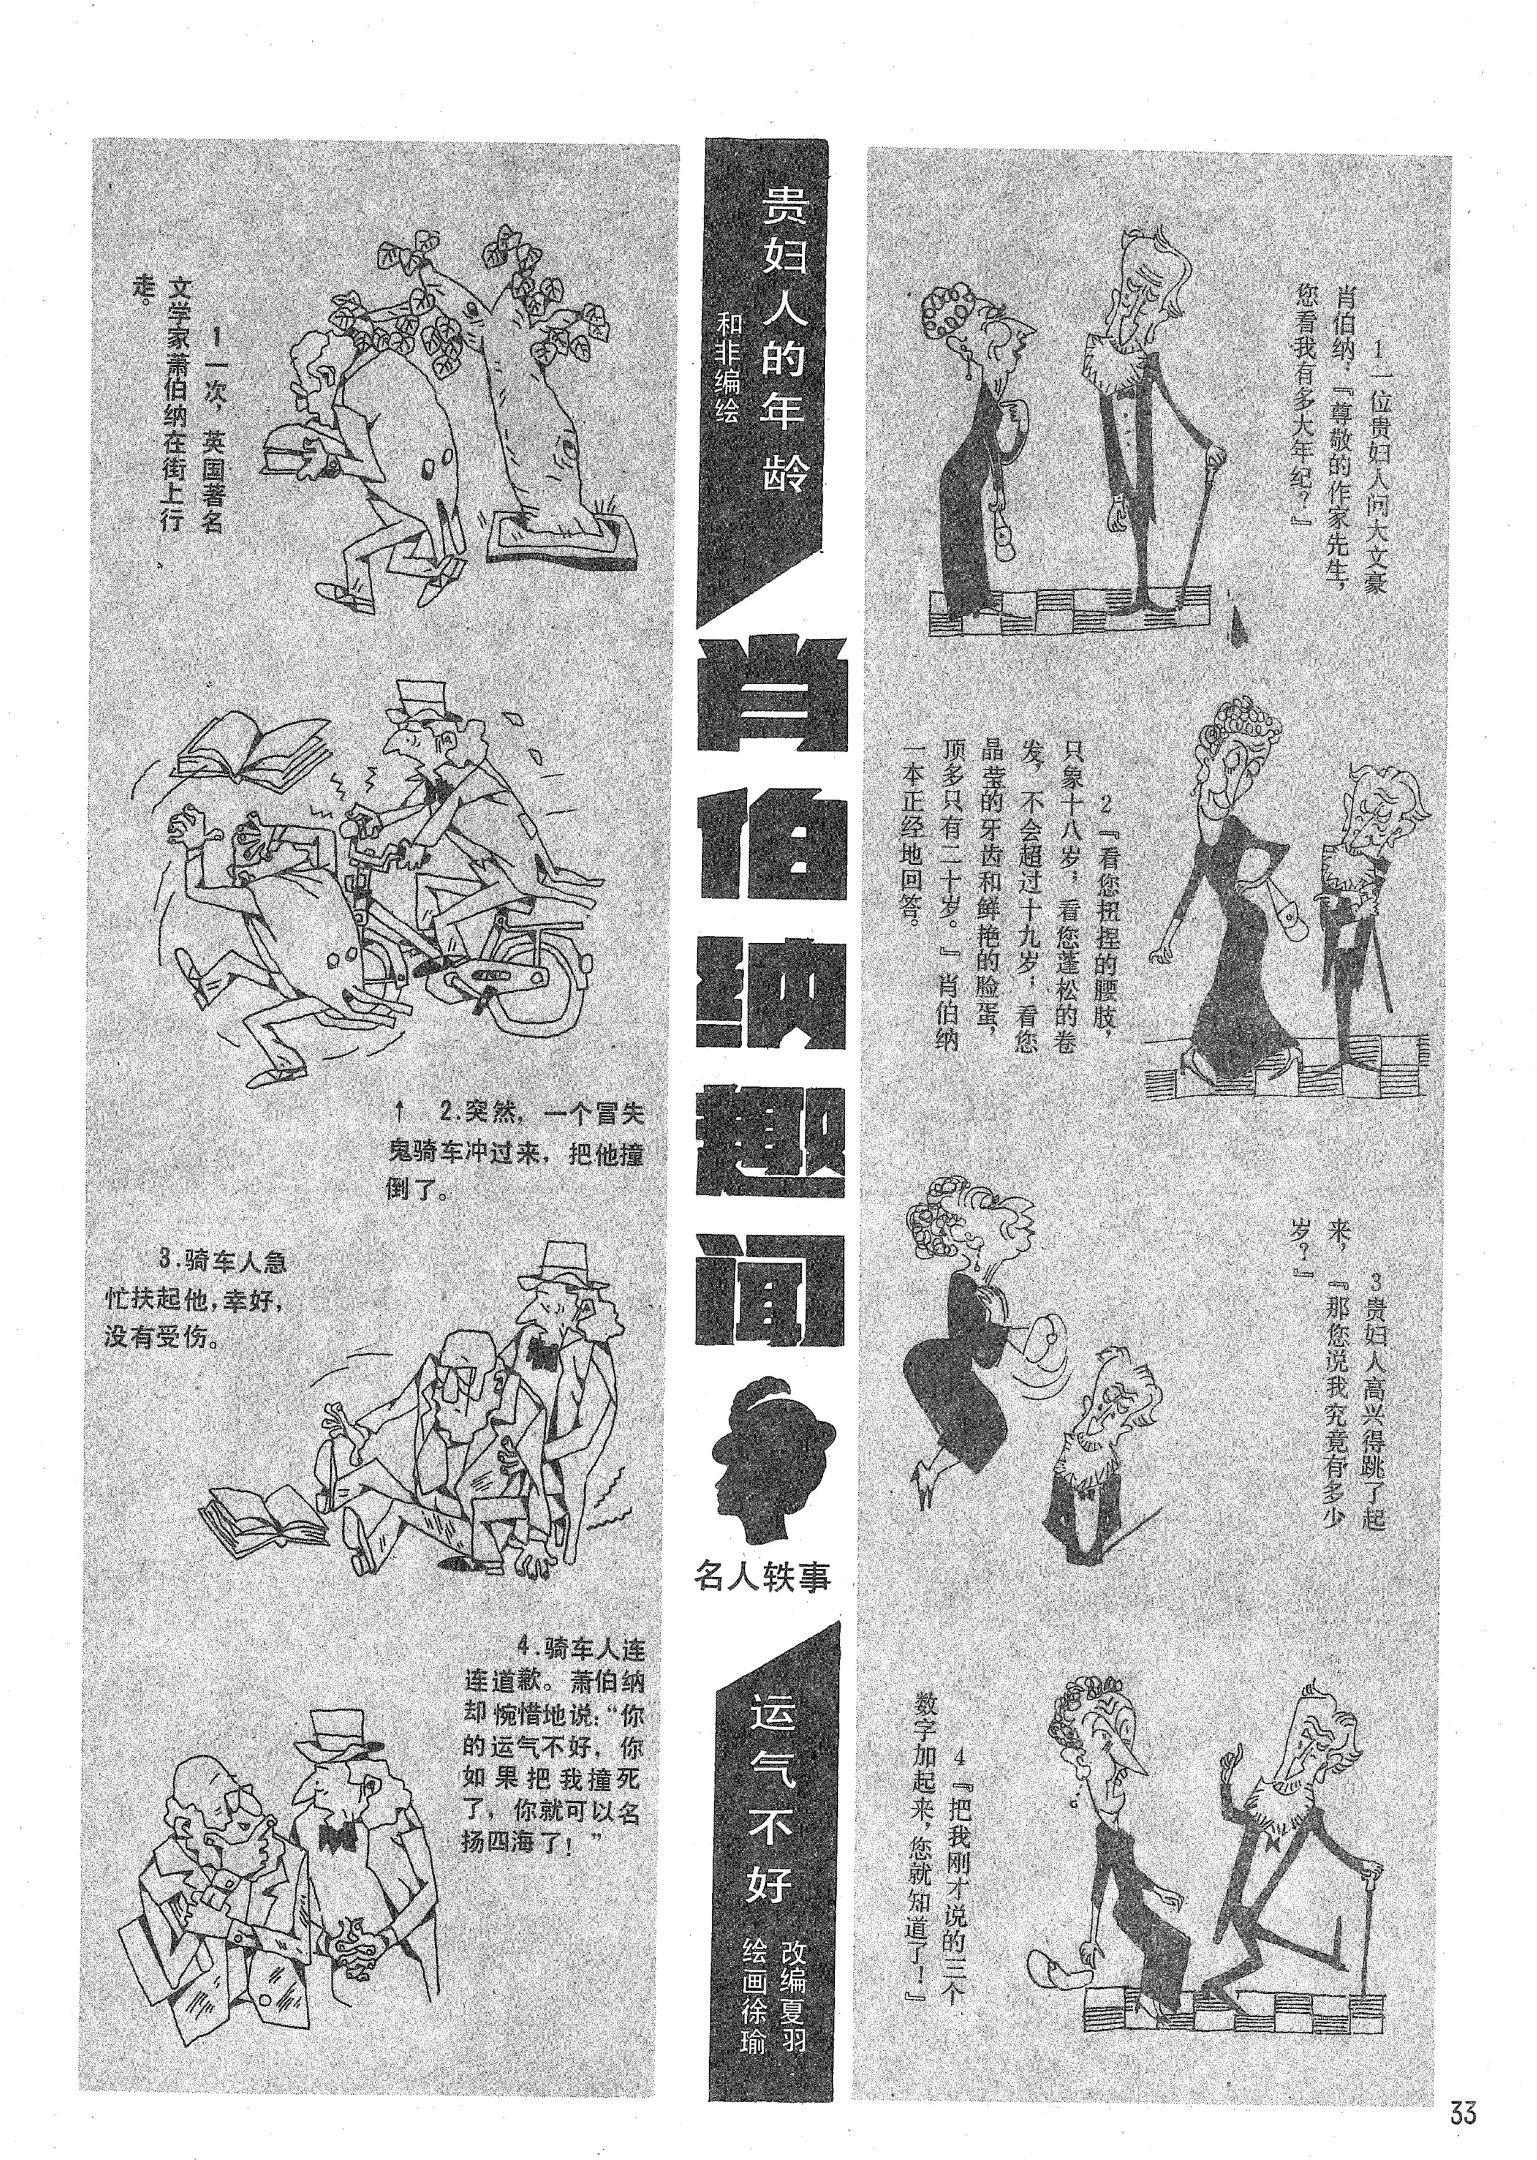 贵妇人的年龄
和非编绘
肖伯纳趣闻
名人轶事
运气不好
改编夏羽
绘画徐瑜
1一位贵妇人问大文豪
肖伯纳：『尊敬的作家先生，
您看我有多大年纪？』
2『看您扭捏的腰肢，
只象十八岁；看您蓬松的卷
发，不会超过十九岁；看您
晶莹的牙齿和鲜艳的脸蛋，
顶多只有二十岁。』肖伯纳
一本正经地回答。
3贵妇人高兴得跳了起
来，『那您说我究竟有多少
岁？』
4『把我刚才说的三个
数字加起来，您就知道了！』
1一次，英国著名
文学家萧伯纳在街上行
走。
↑ 2.突然，一个冒失
鬼骑车冲过来，把他撞
倒了。
3.骑车人急
忙扶起他，幸好，
没有受伤。
4.骑车人连
连道歉。萧伯纳
却惋惜地说：“你
的运气不好，你
如果把我撞死
了，你就可以名
扬四海了！”
33